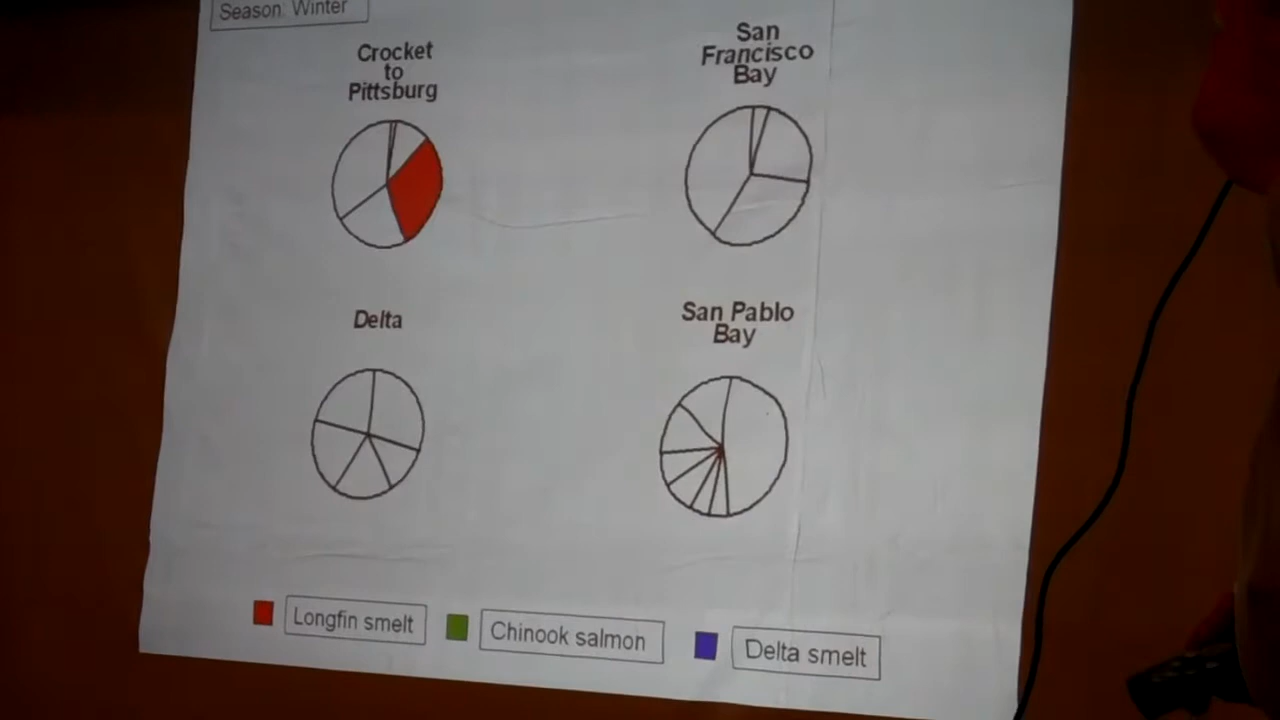 Season: Winter
Crocket
to
Pittsburg
San
Francisco
Bay
Delta
San Pablo
Bay
Longfin smelt
Chinook salmon
Delta smelt